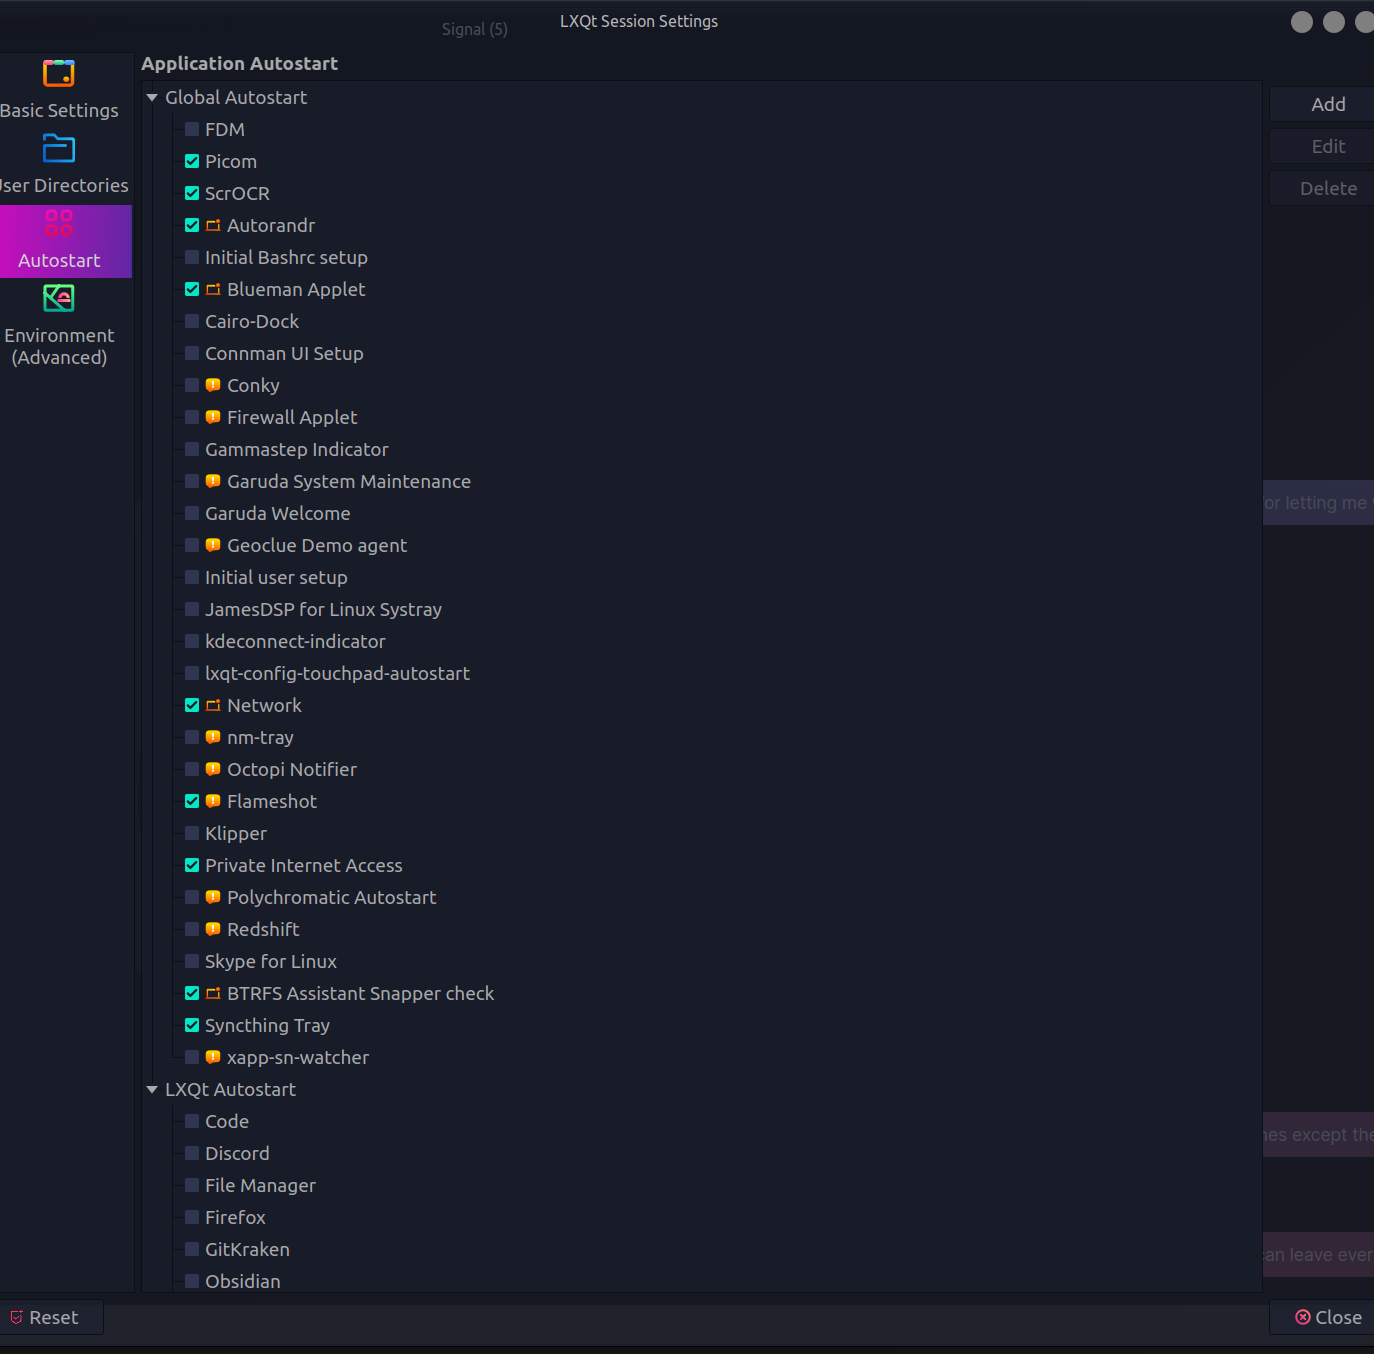 Signal (5)
LXQt Session Settings
Basic Settings
User Directories
Autostart
Environment
(Advanced)
Application Autostart
Global Autostart
FDM
Picom
ScrOCR
Autorandr
Initial Bashrc setup
Blueman Applet
Cairo-Dock
Connman UI Setup
Conky
Firewall Applet
Gammastep Indicator
Garuda System Maintenance
Garuda Welcome
Geoclue Demo agent
Initial user setup
JamesDSP for Linux Systray
kdeconnect-indicator
lxqt-config-touchpad-autostart
Network
nm-tray
Octopi Notifier
Flameshot
Klipper
Private Internet Access
Polychromatic Autostart
Redshift
Skype for Linux
BTRFS Assistant Snapper check
Syncthing Tray
xapp-sn-watcher
LXQt Autostart
Code
Discord
File Manager
Firefox
GitKraken
Obsidian
Add
Edit
Delete
or letting me
except the
can leave ever
Reset
Close